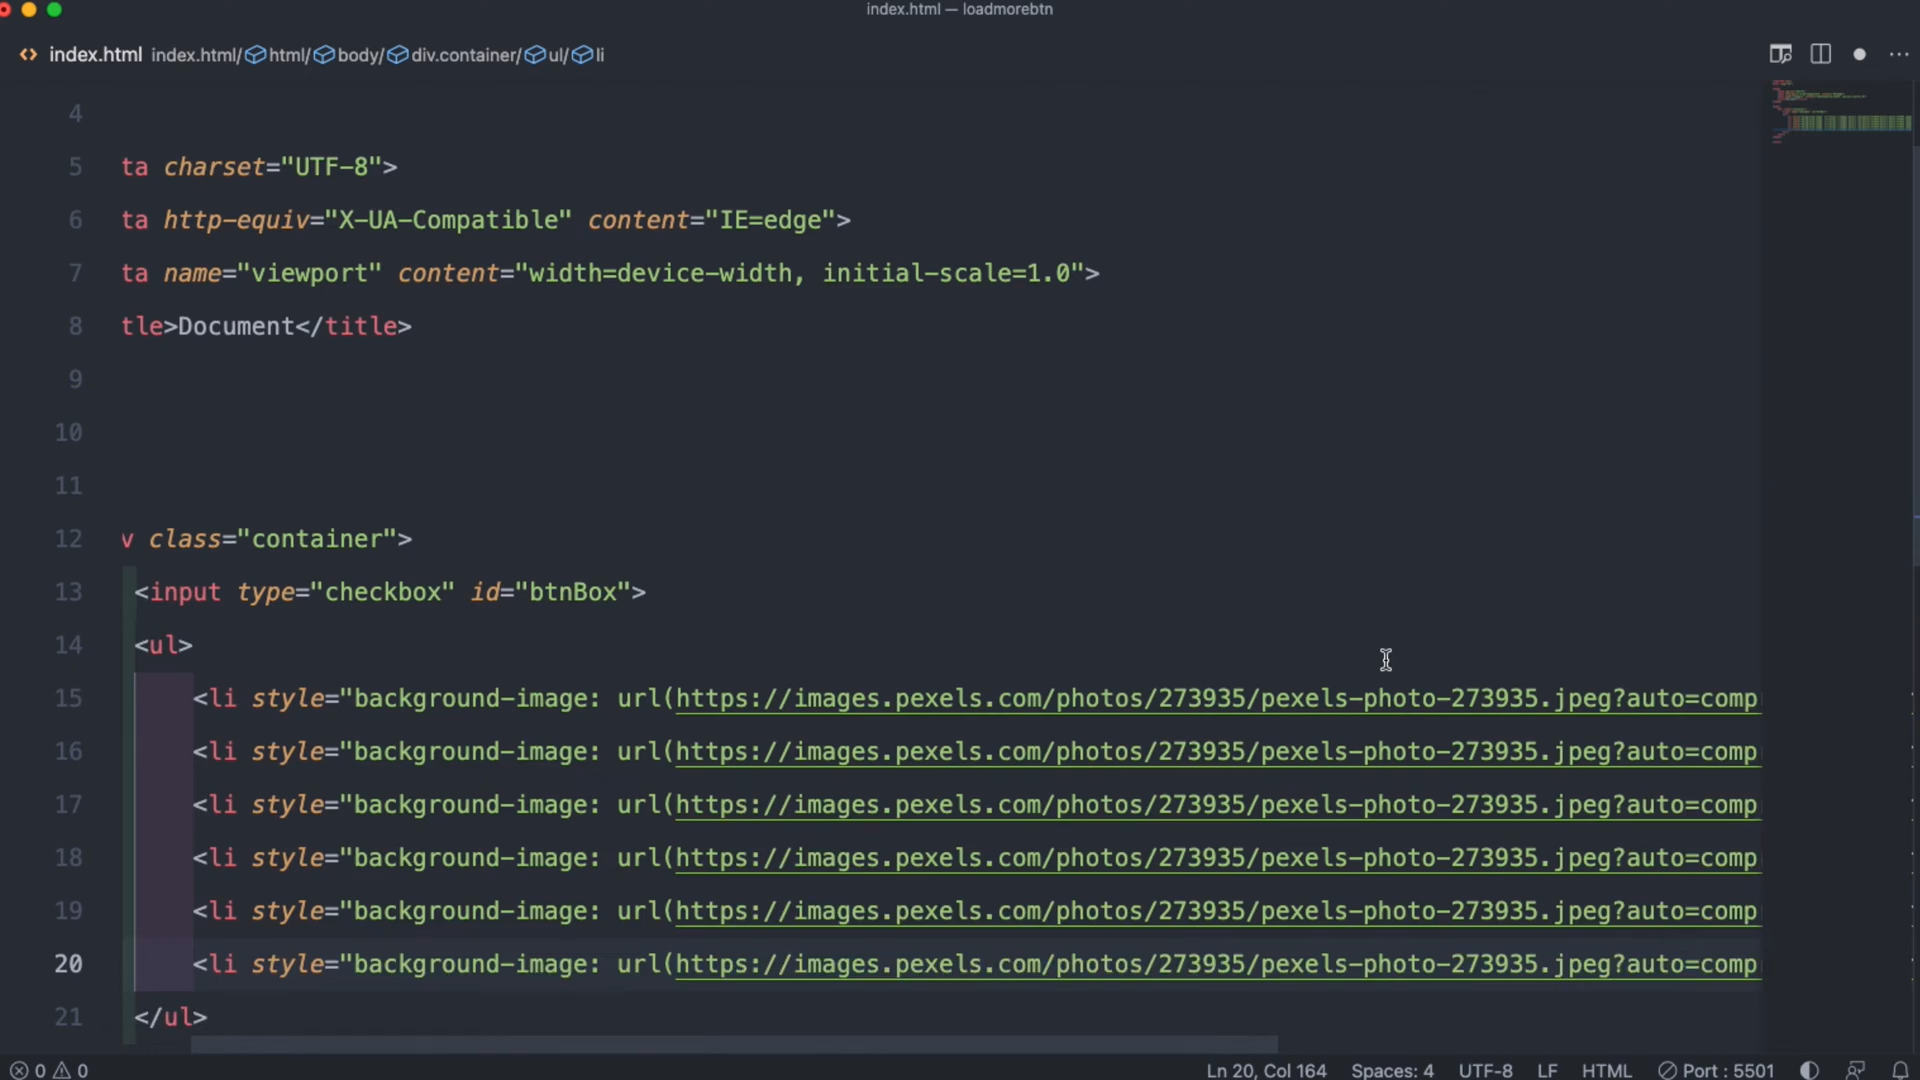 index.html — loadmorebtn
index.html index.html/html/body/div.container/ul/li
4
5 ta charset="UTF-8">
6 ta http-equiv="X-UA-Compatible" content="IE=edge">
7 ta name="viewport" content="width=device-width, initial-scale=1.0">
8 tle>Document</title>
9
10
11
12 v class="container">
13 <input type="checkbox" id="btnBox">
14 <ul>
15 <li style="background-image: url(https://images.pexels.com/photos/273935/pexels-photo-273935.jpeg?auto=comp
16 <li style="background-image: url(https://images.pexels.com/photos/273935/pexels-photo-273935.jpeg?auto=comp
17 <li style="background-image: url(https://images.pexels.com/photos/273935/pexels-photo-273935.jpeg?auto=comp
18 <li style="background-image: url(https://images.pexels.com/photos/273935/pexels-photo-273935.jpeg?auto=comp
19 <li style="background-image: url(https://images.pexels.com/photos/273935/pexels-photo-273935.jpeg?auto=comp
20 <li style="background-image: url(https://images.pexels.com/photos/273935/pexels-photo-273935.jpeg?auto=comp
21 </ul>
0 0 Ln 20, Col 164 Spaces: 4 UTF-8 LF HTML Port : 5501